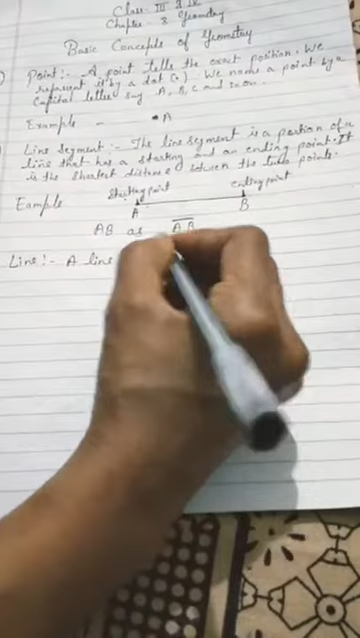 Class- III & IV
Chapter 8 Geometry
Basic Concepts of Geometry
Point:- A point tells the exact position. We
represent it by a dot (•). We name a point by a
Capital letter say A, B, C and so on.
Example - •A
Line Segment :- The line segment is a portion of a
line that has a starting and an ending point. It
is the shortest distance between the two points.
Example Starting point Ending point
A B
AB as AB
Line:- A line